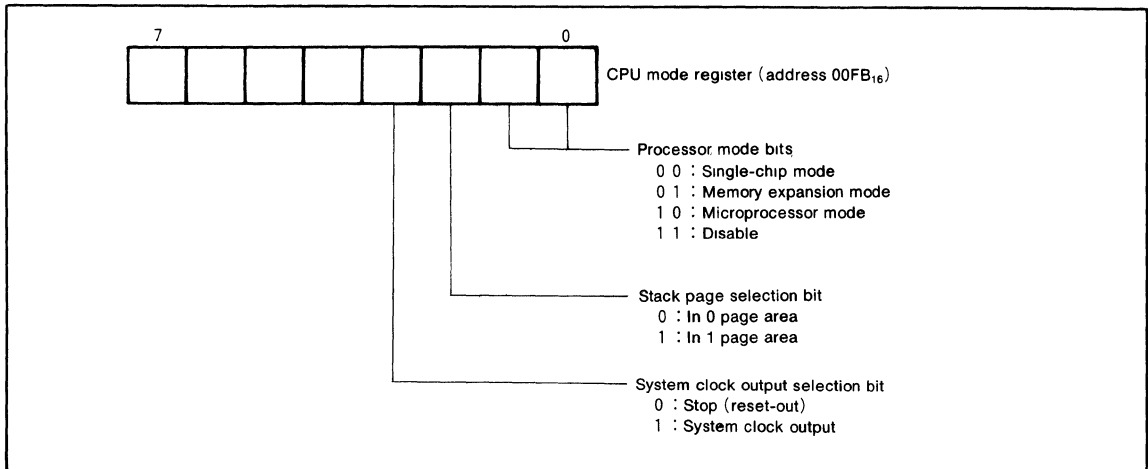 7 0
CPU mode register (address 00FB₁₆)
Processor mode bits
0 0 : Single-chip mode
0 1 : Memory expansion mode
1 0 : Microprocessor mode
1 1 : Disable
Stack page selection bit
0 : In 0 page area
1 : In 1 page area
System clock output selection bit
0 : Stop (reset-out)
1 : System clock output